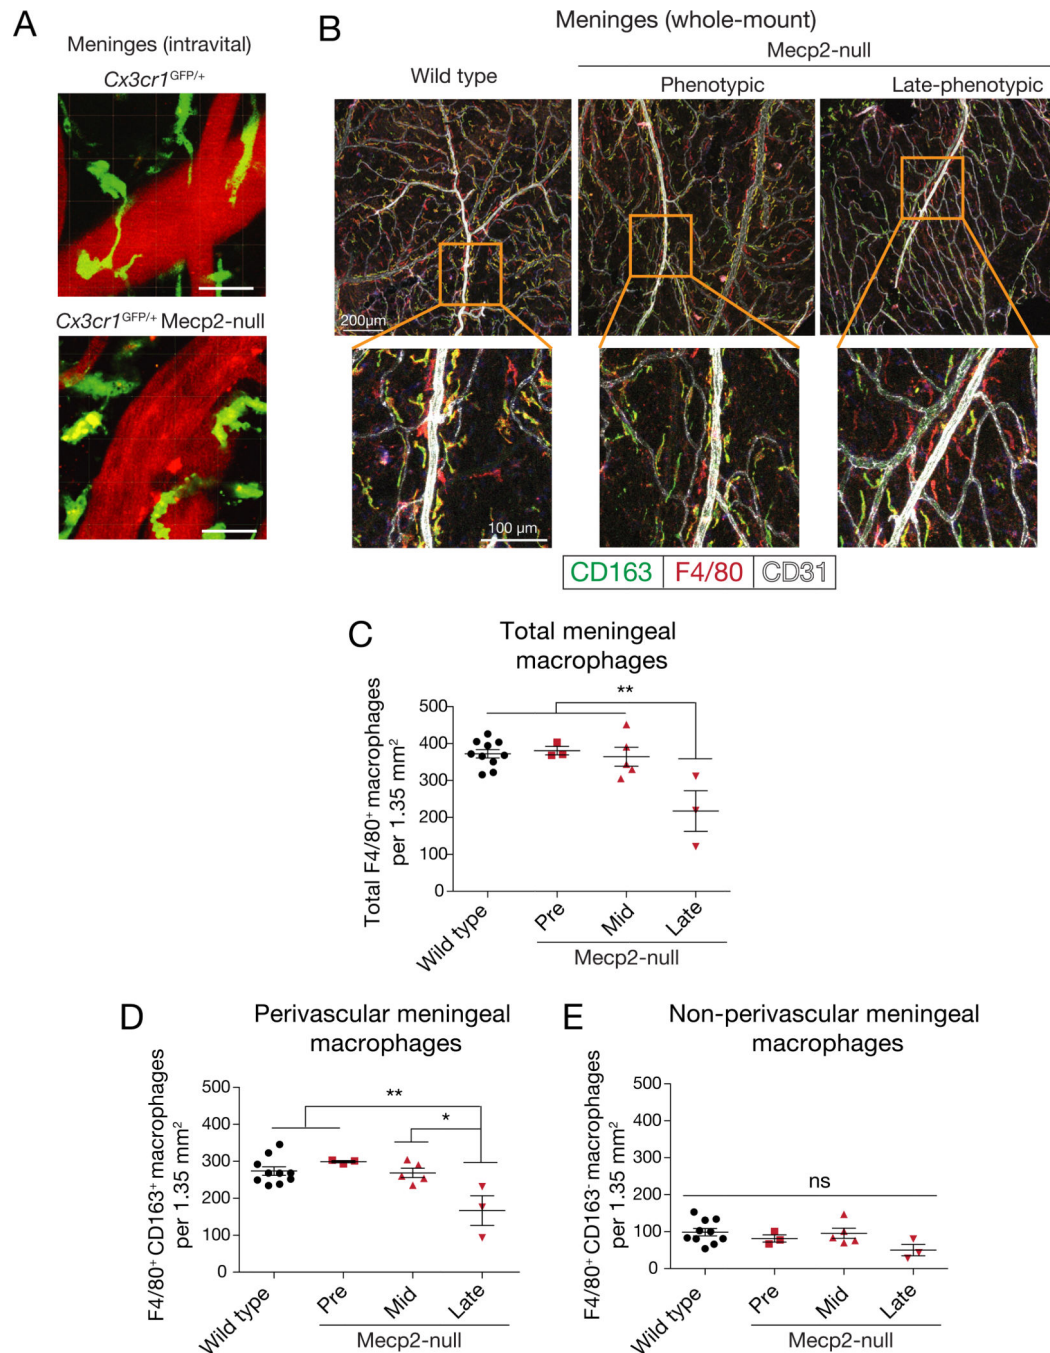 A
Meninges (intravital)
Cx3cr1GFP/+
Cx3cr1GFP/+ Mecp2-null
B
Meninges (whole-mount)
Mecp2-null
Wild type
Phenotypic
Late-phenotypic
200µm
100 µm
CD163 F4/80 CD31
C
Total meningeal
macrophages
**
Total F4/80+ macrophages
per 1.35 mm2
500
400
300
200
100
0
Wild type
Pre
Mid
Late
Mecp2-null
D
Perivascular meningeal
macrophages
**
*
F4/80+ CD163+ macrophages
per 1.35 mm2
500
400
300
200
100
0
Wild type
Pre
Mid
Late
Mecp2-null
E
Non-perivascular meningeal
macrophages
ns
F4/80+ CD163- macrophages
per 1.35 mm2
500
400
300
200
100
0
Wild type
Pre
Mid
Late
Mecp2-null